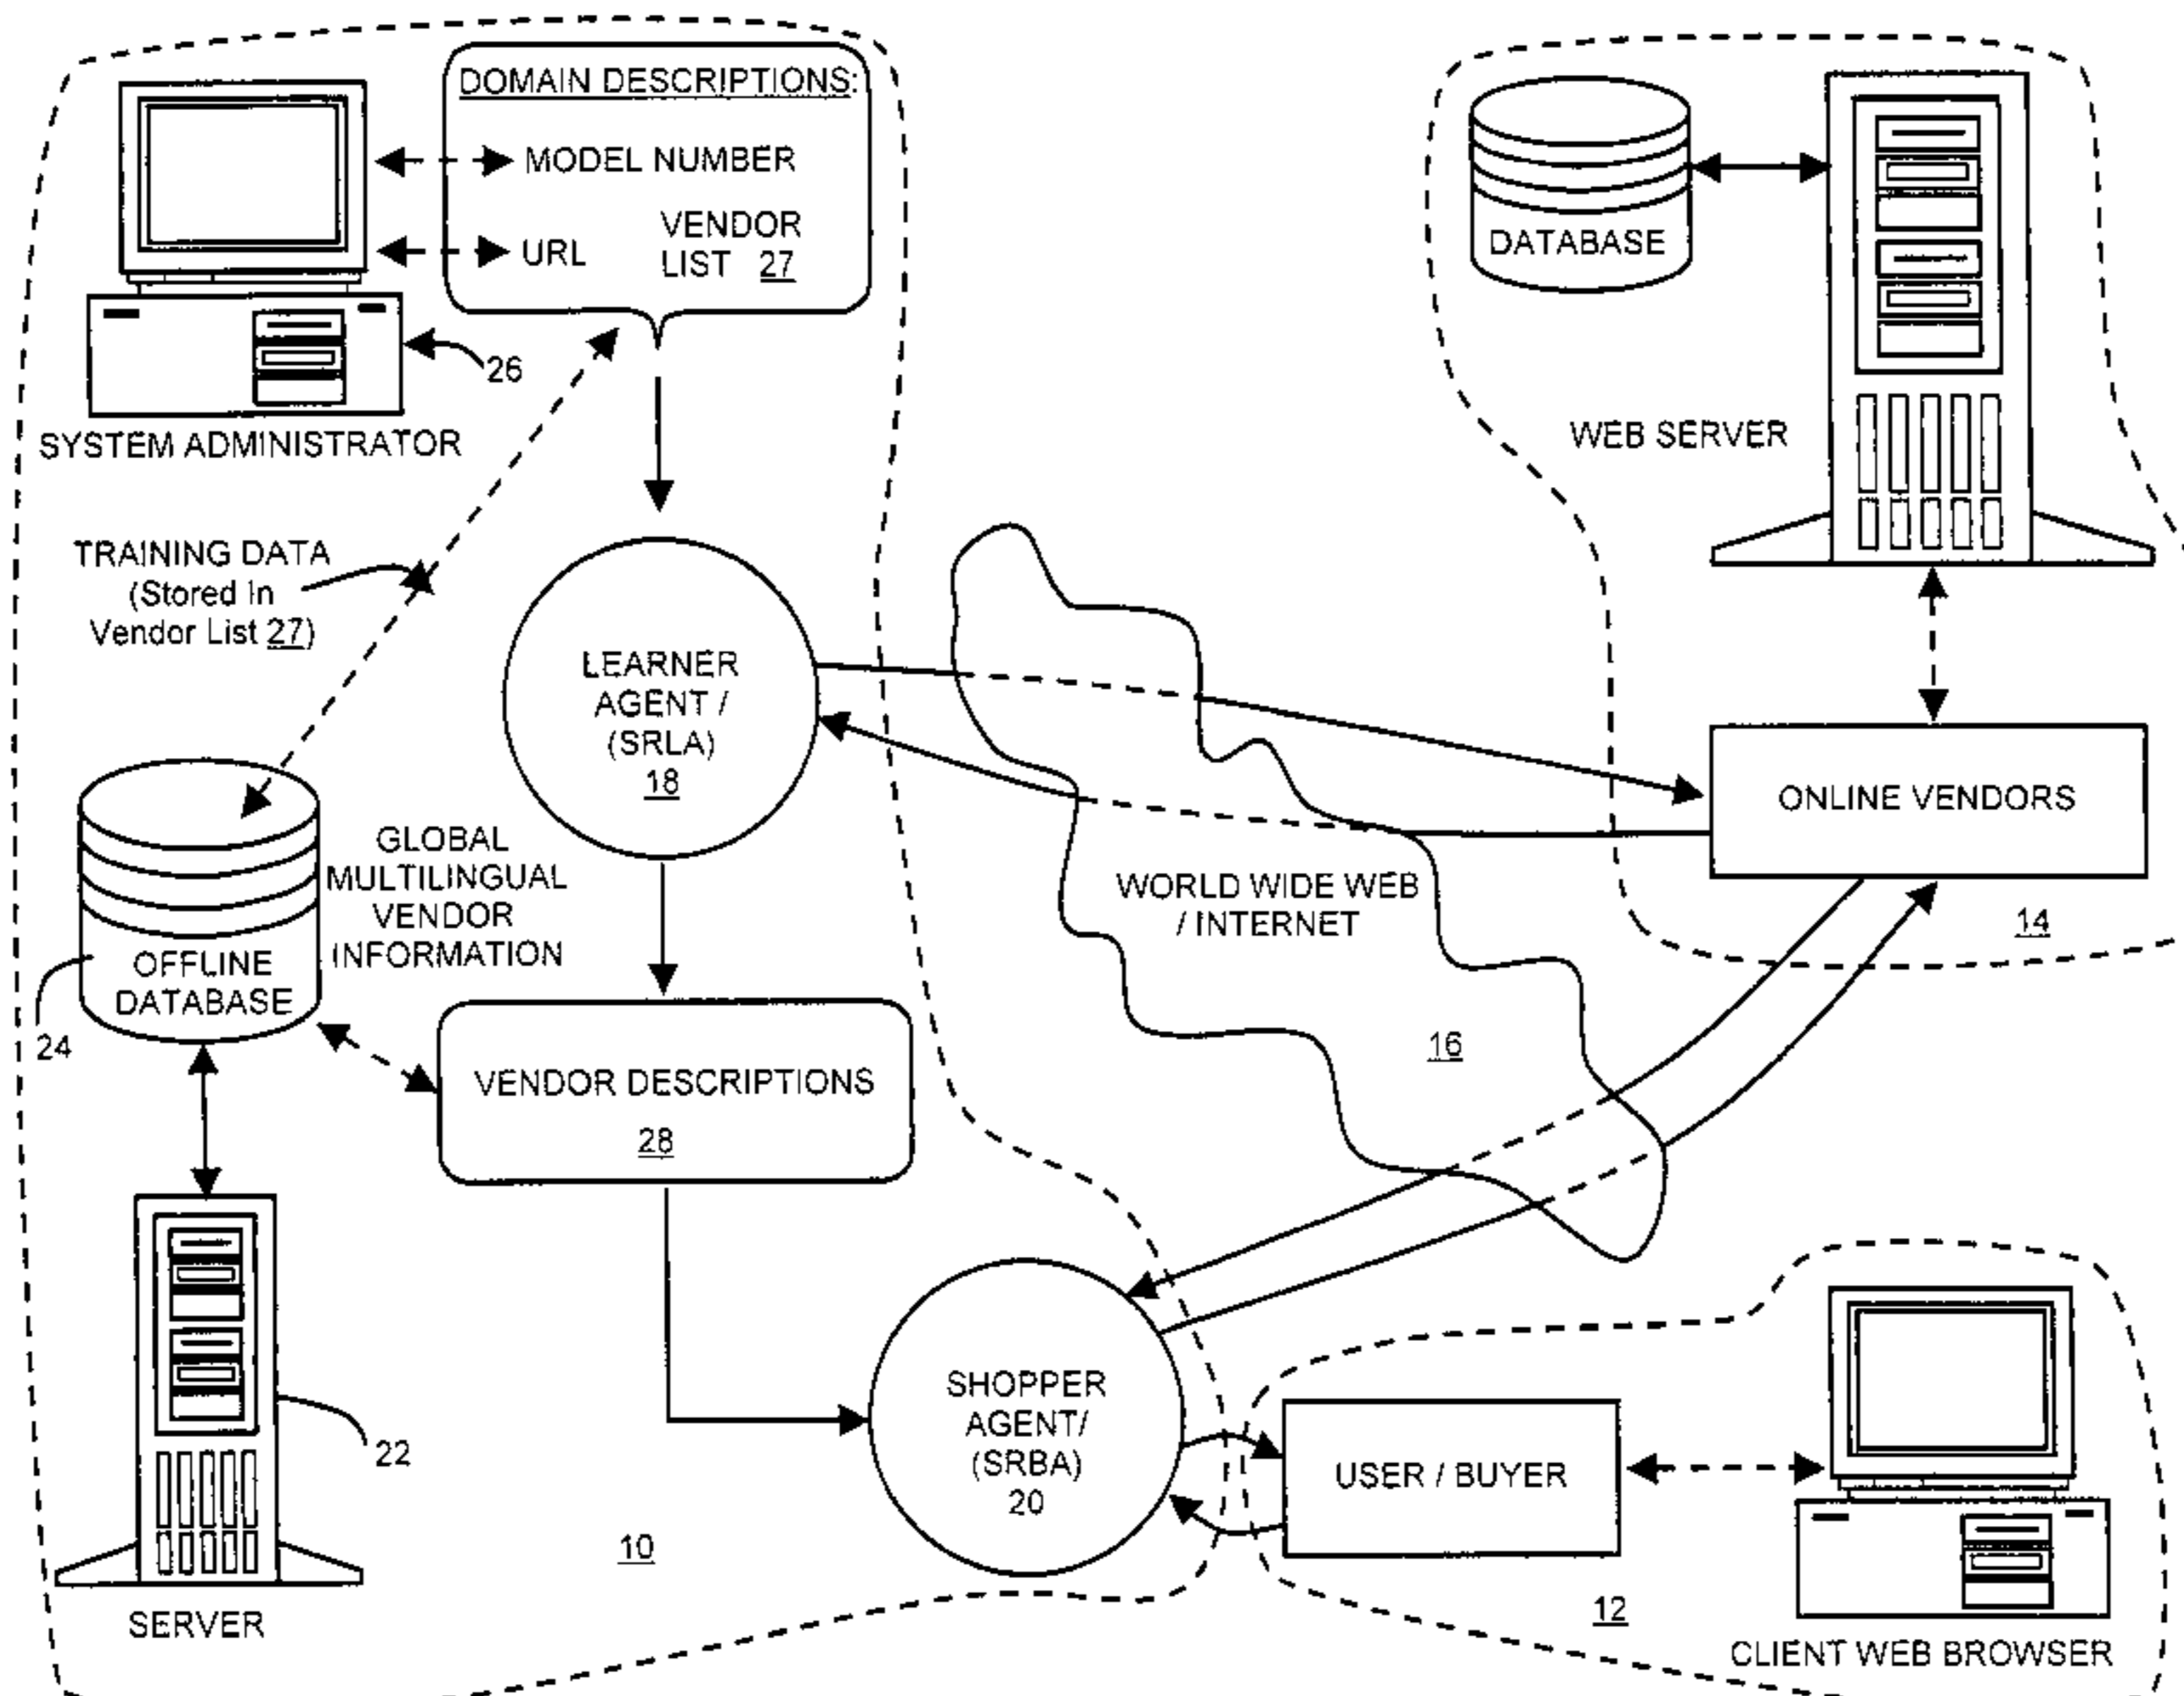 DOMAIN DESCRIPTIONS:
MODEL NUMBER
URL
VENDOR
LIST 27
26
SYSTEM ADMINISTRATOR
TRAINING DATA
(Stored In
Vendor List 27)
LEARNER
AGENT /
(SRLA)
18
GLOBAL
MULTILINGUAL
VENDOR
INFORMATION
OFFLINE
DATABASE
24
VENDOR DESCRIPTIONS
28
22
SERVER
10
DATABASE
WEB SERVER
ONLINE VENDORS
14
WORLD WIDE WEB
/ INTERNET
16
SHOPPER
AGENT/
(SRBA)
20
USER / BUYER
12
CLIENT WEB BROWSER